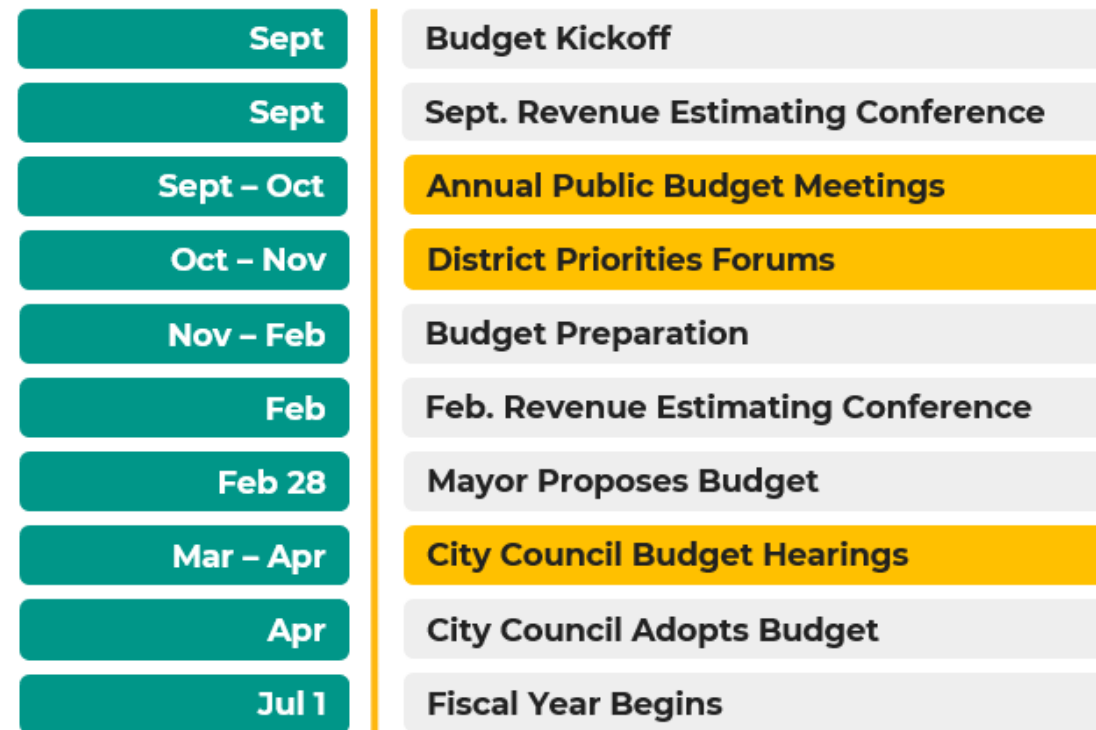 Sept Budget Kickoff
Sept Sept. Revenue Estimating Conference
Sept – Oct Annual Public Budget Meetings
Oct – Nov District Priorities Forums
Nov – Feb Budget Preparation
Feb Feb. Revenue Estimating Conference
Feb 28 Mayor Proposes Budget
Mar – Apr City Council Budget Hearings
Apr City Council Adopts Budget
Jul 1 Fiscal Year Begins